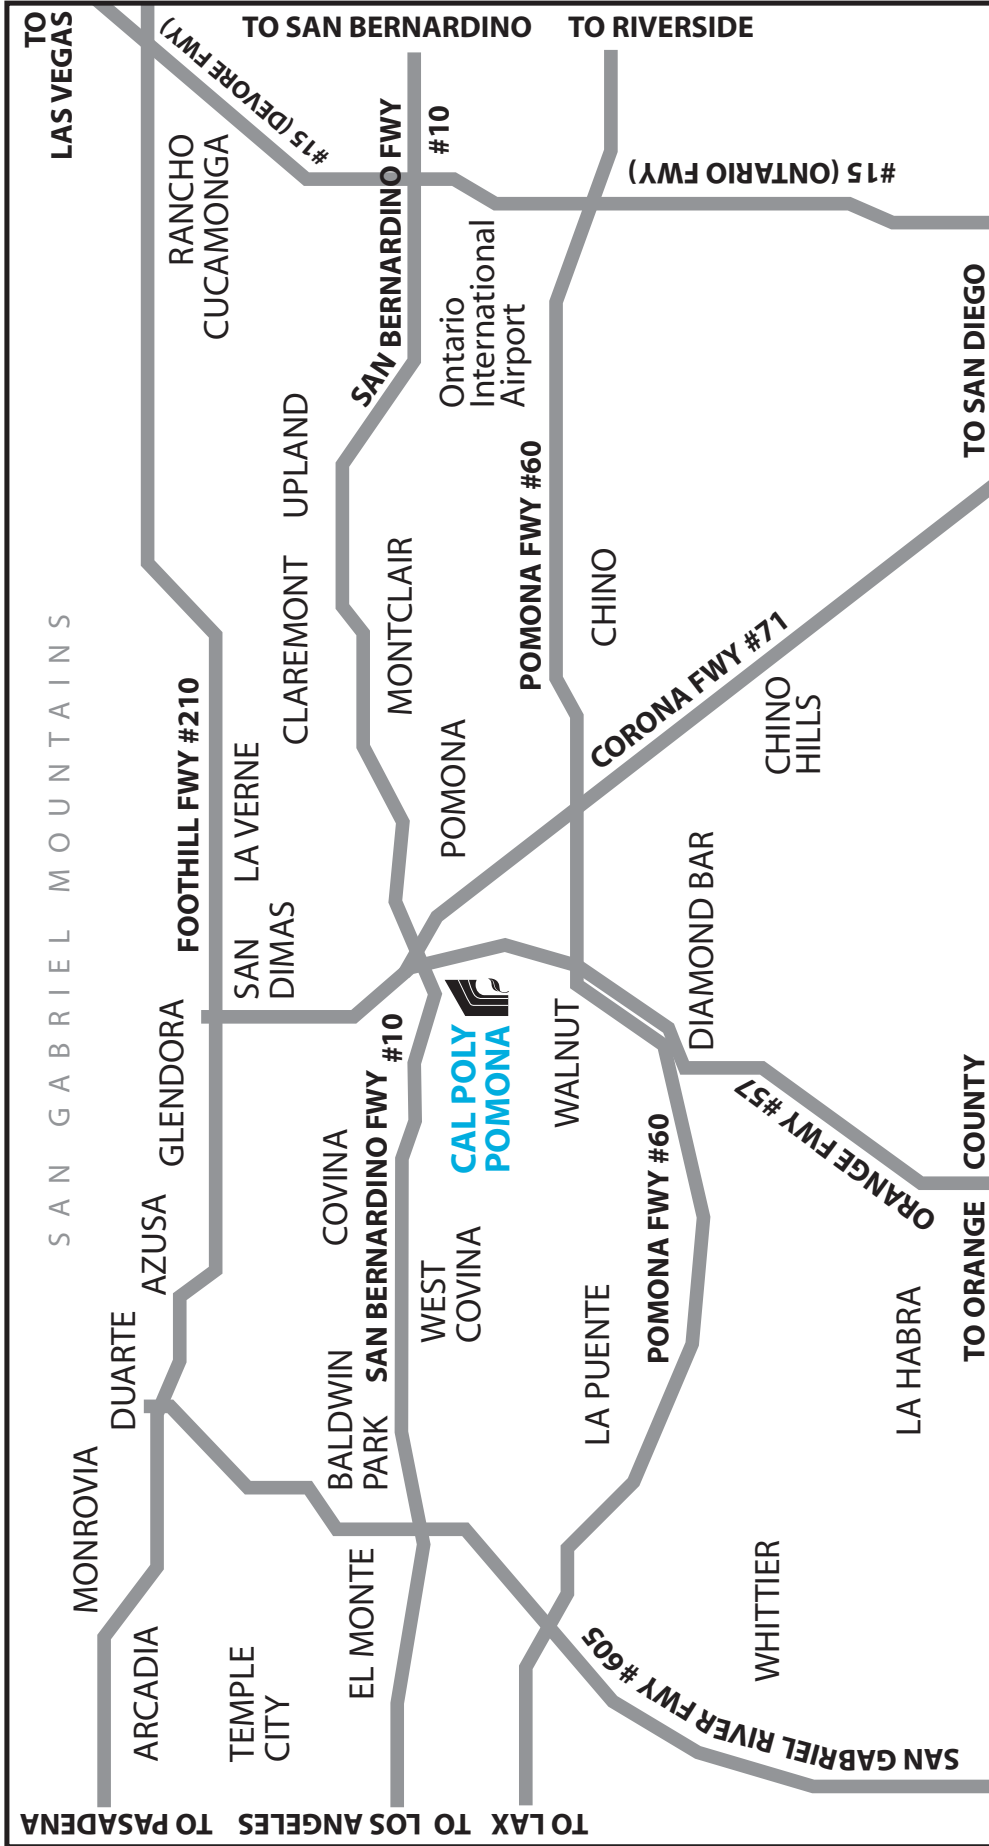 SAN GABRIEL MOUNTAINS
TO
LAS VEGAS
TO PASADENA
MONROVIA
DUARTE
AZUSA
GLENDORA
FOOTHILL FWY #210
ARCADIA
SAN
DIMAS
LA VERNE
RANCHO
CUCAMONGA
#15 (DEVORE FWY)
TEMPLE
CITY
TO LOS ANGELES
EL MONTE
BALDWIN
PARK
COVINA
SAN BERNARDINO FWY
#10
CLAREMONT
UPLAND
SAN BERNARDINO FWY
#10
TO SAN BERNARDINO
WEST
COVINA
CAL POLY
POMONA
POMONA
MONTCLAIR
Ontario
International
Airport
TO LAX
LA PUENTE
WALNUT
POMONA FWY #60
CHINO
TO RIVERSIDE
SAN GABRIEL RIVER FWY #605
POMONA FWY #60
DIAMOND BAR
CORONA FWY #71
#15 (ONTARIO FWY)
WHITTIER
CHINO
HILLS
ORANGE FWY #57
LA HABRA
TO ORANGE COUNTY
TO SAN DIEGO